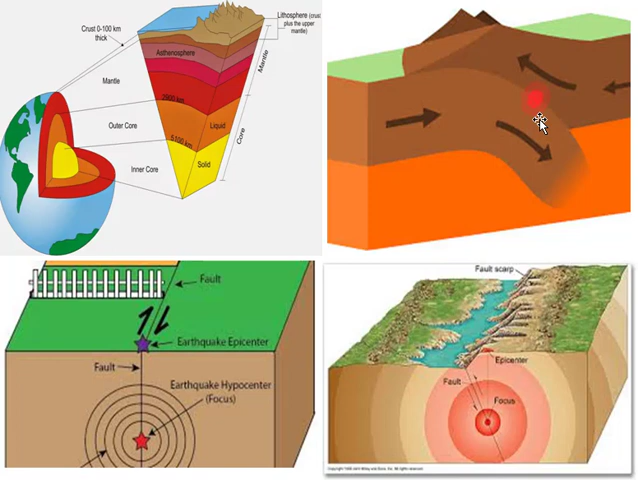 Lithosphere (crust
plus the upper
mantle)
Crust 0-100 km
thick
Asthenosphere
Mantle
Mantle
2900 km
Outer Core
Liquid
Core
5100 km
Inner Core
Solid
Fault
Earthquake Epicenter
Fault
Earthquake Hypocenter
(Focus)
Fault scarp
Epicenter
Fault
Focus